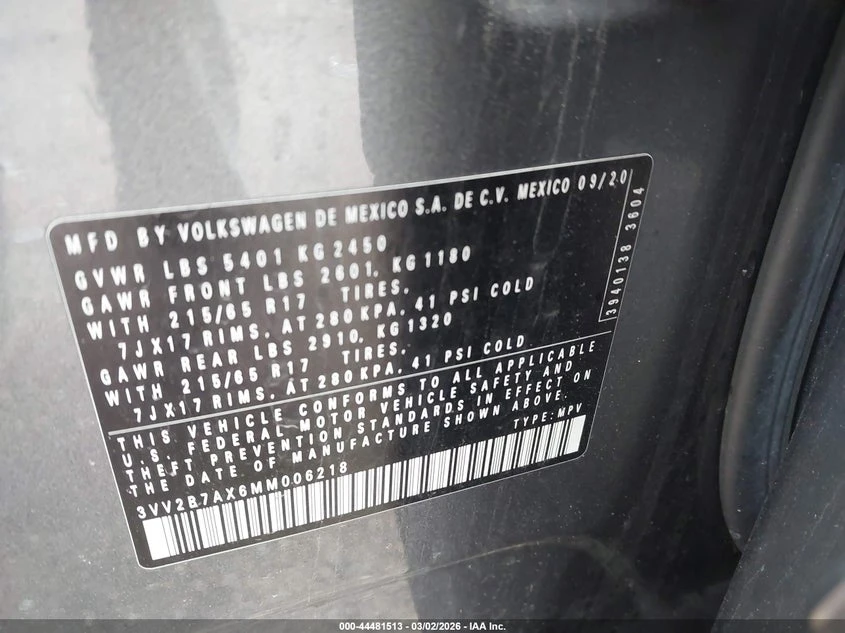 MFD BY VOLKSWAGEN DE MEXICO S.A. DE C.V. MEXICO 09/20
GVWR LBS 5401 KG 2450
GAWR FRONT LBS 2601, KG 1180
WITH 215/65 R17 TIRES,
7JX17 RIMS, AT 280 KPA, 41 PSI COLD
GAWR REAR LBS 2910, KG 1320
WITH 215/65 R17 TIRES,
7JX17 RIMS, AT 280 KPA, 41 PSI COLD
THIS VEHICLE CONFORMS TO ALL APPLICABLE
U.S. FEDERAL MOTOR VEHICLE SAFETY AND
THEFT PREVENTION STANDARDS IN EFFECT ON
THE DATE OF MANUFACTURE SHOWN ABOVE.
3VV2B7AX6MM006218 TYPE: MPV
3940138 3604
000-44481513 - 03/02/2026 - IAA Inc.